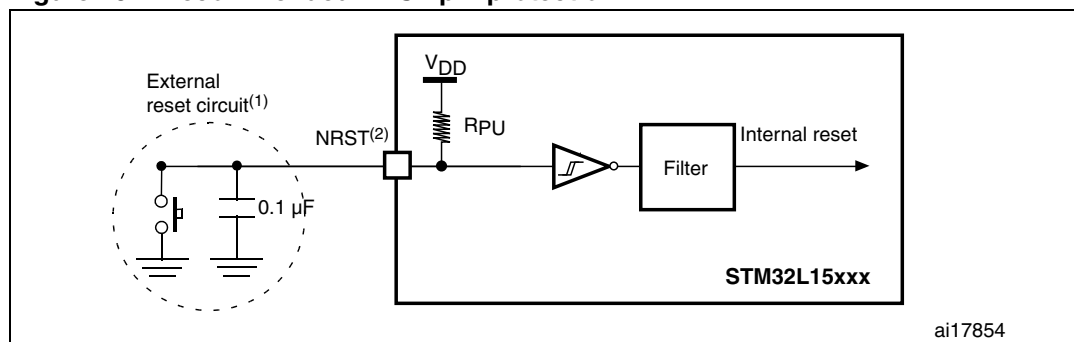 External
reset circuit(1)
VDD
NRST(2)
RPU
Filter
Internal reset
0.1 μF
STM32L15xxx
ai17854